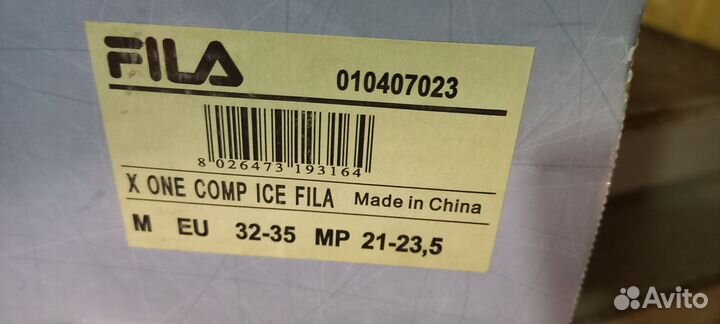 FILA
010407023
8 026473 193164
X ONE COMP ICE FILA Made in China
M EU 32-35 MP 21-23,5
Avito